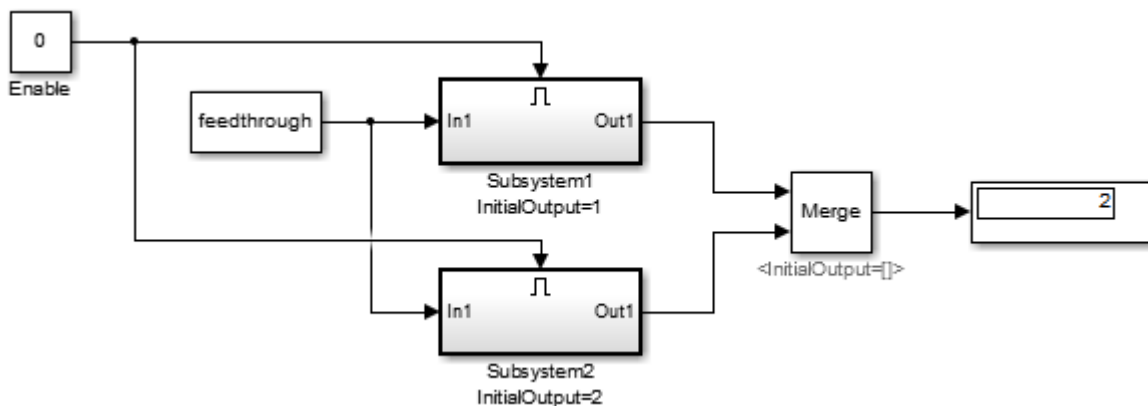 0
Enable
feedthrough
In1
Out1
Subsystem1
InitialOutput=1
Merge
<InitialOutput=[]>
2
In1
Out1
Subsystem2
InitialOutput=2